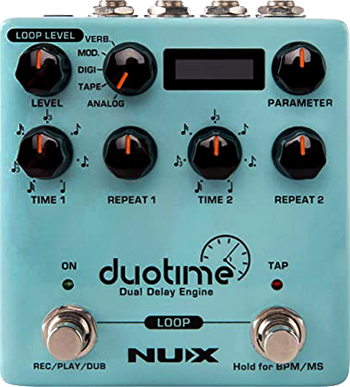 LOOP LEVEL
VERB.
MOD.
DIGI
TAPE
ANALOG
LEVEL
PARAMETER
TIME 1
REPEAT 1
TIME 2
REPEAT 2
duotime
Dual Delay Engine
ON
TAP
LOOP
NUX
REC/PLAY/DUB
Hold for BPM/MS